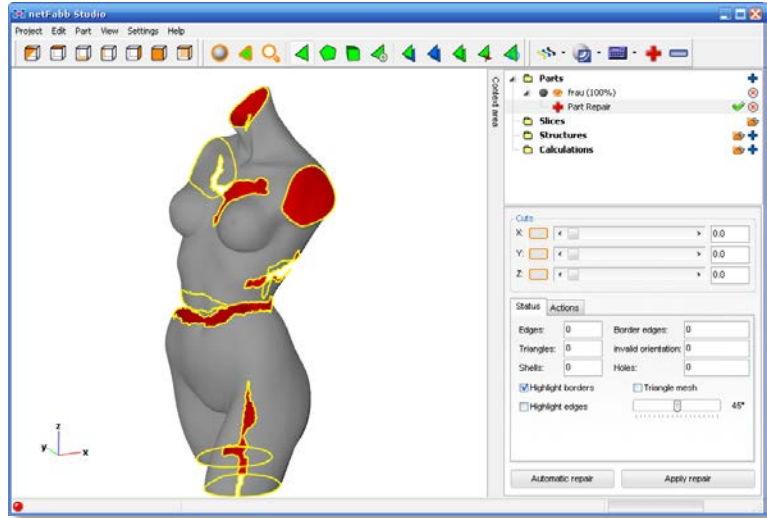 netFabb Studio
Project Edit Part View Settings Help
Context area
Parts
frau (100%)
Part Repair
Slices
Structures
Calculations
Cuts
X: 0.0
Y: 0.0
Z: 0.0
Status Actions
Edges: 0 Border edges: 0
Triangles: 0 invalid orientation: 0
Shells: 0 Holes: 0
Highlight borders Triangle mesh
Highlight edges 45°
Automatic repair Apply repair
z
y x